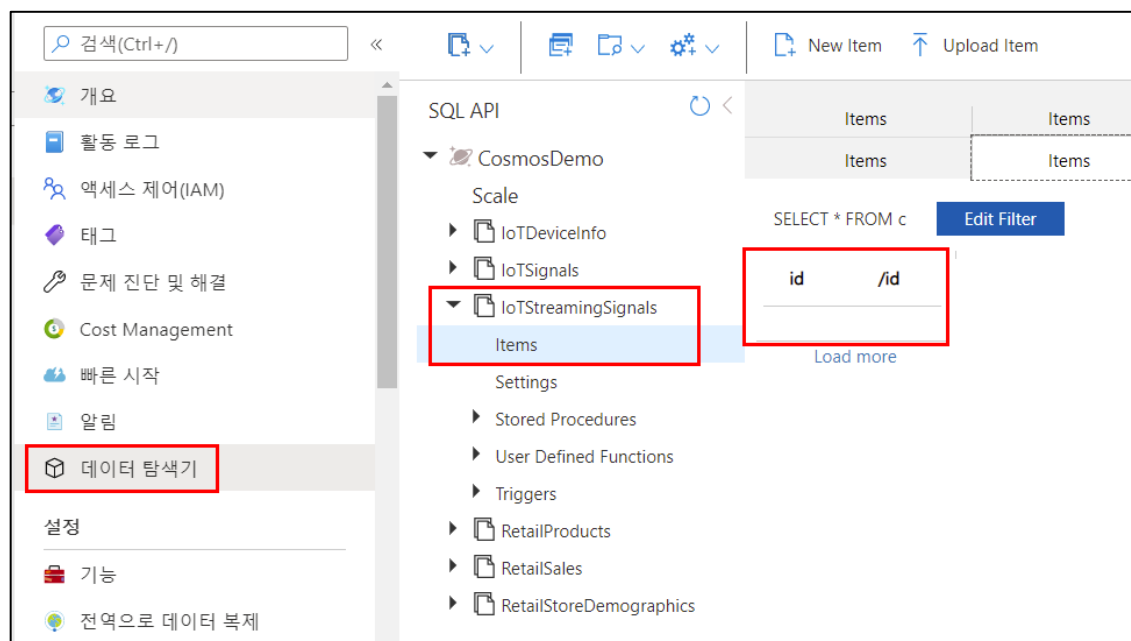 검색(Ctrl+/)
개요
활동 로그
액세스 제어(IAM)
태그
문제 진단 및 해결
Cost Management
빠른 시작
알림
데이터 탐색기
설정
기능
전역으로 데이터 복제
New Item
Upload Item
SQL API
CosmosDemo
Scale
IoTDeviceInfo
IoTSignals
IoTStreamingSignals
Items
Settings
Stored Procedures
User Defined Functions
Triggers
RetailProducts
RetailSales
RetailStoreDemographics
Items Items
Items Items
SELECT * FROM c Edit Filter
id /id
Load more